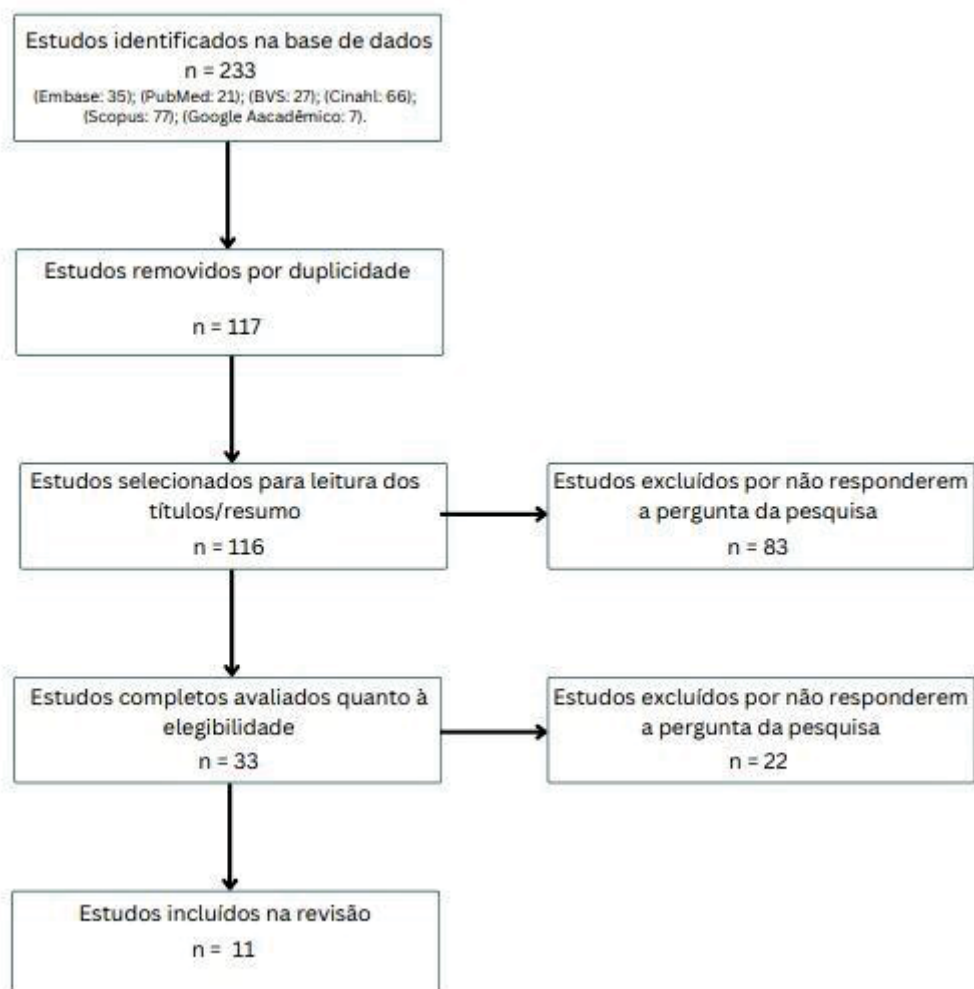 Estudos identificados na base de dados
n = 233
(Embase: 35); (PubMed: 21); (BVS: 27); (Cinahl: 66);
(Scopus: 77); (Google Aacadêmico: 7).
Estudos removidos por duplicidade
n = 117
Estudos selecionados para leitura dos
títulos/resumo
n = 116
Estudos excluídos por não responderem
a pergunta da pesquisa
n = 83
Estudos completos avaliados quanto à
elegibilidade
n = 33
Estudos excluídos por não responderem
a pergunta da pesquisa
n = 22
Estudos incluídos na revisão
n = 11